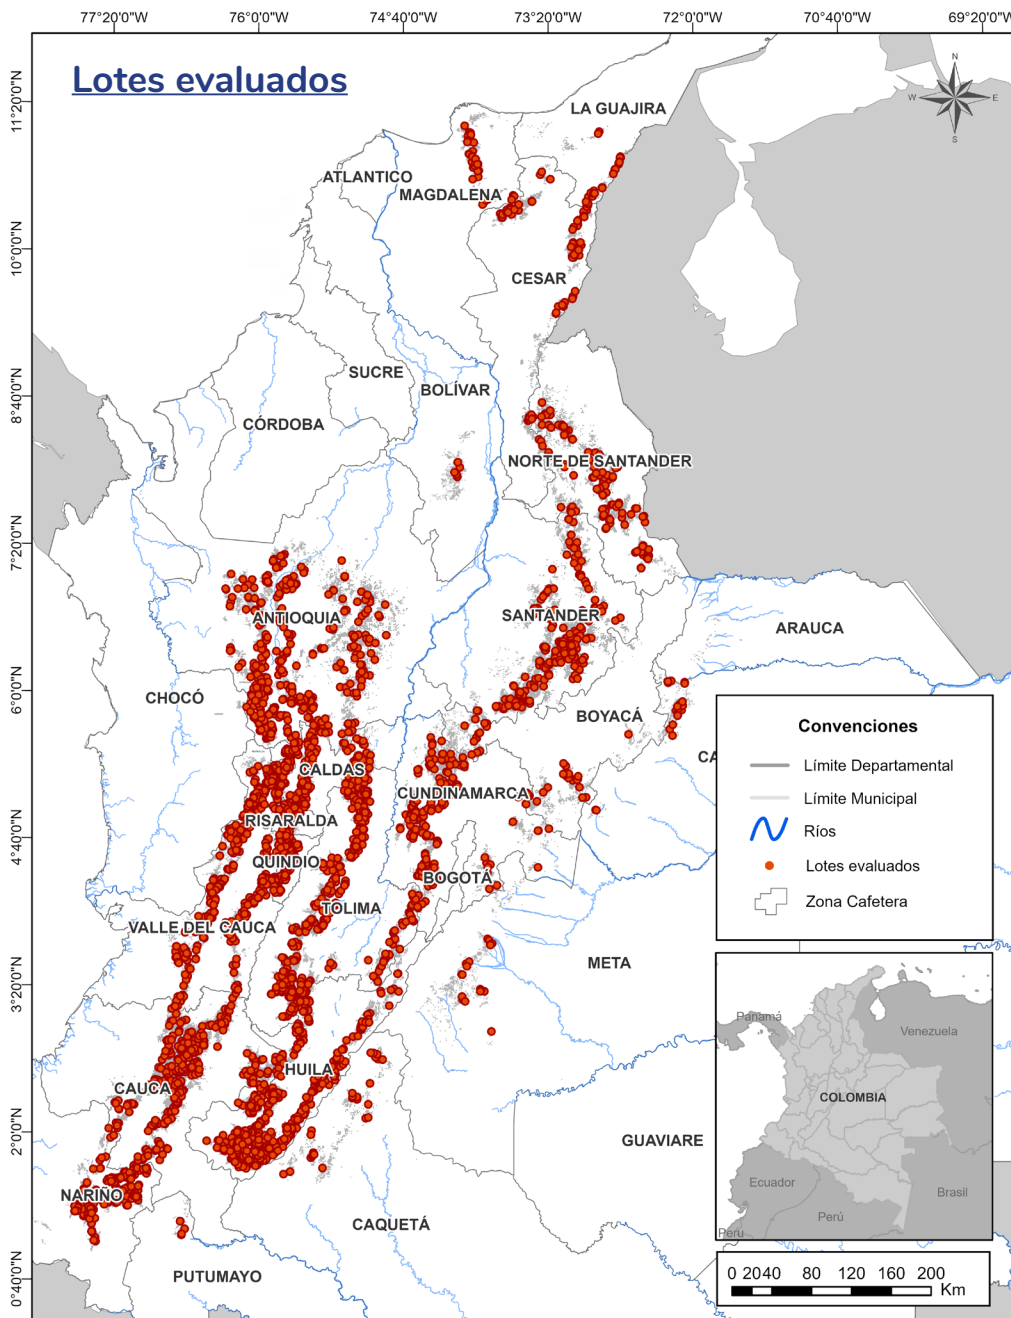 77°20'0"W 76°0'0"W 74°40'0"W 73°20'0"W 72°0'0"W 70°40'0"W 69°20'0"W
Lotes evaluados
N
W E
S
11°20'0"N
LA GUAJIRA
ATLANTICO
MAGDALENA
10°0'0"N
CESAR
SUCRE
BOLÍVAR
8°40'0"N
CÓRDOBA
NORTE DE SANTANDER
7°20'0"N
ANTIOQUIA
SANTANDER
ARAUCA
6°0'0"N
CHOCÓ
BOYACÁ
CA
CALDAS
CUNDINAMARCA
RISARALDA
4°40'0"N
QUINDIO
BOGOTÁ
TOLIMA
VALLE DEL CAUCA
META
3°20'0"N
HUILA
CAUCA
2°0'0"N
GUAVIARE
NARIÑO
CAQUETÁ
PUTUMAYO
0°40'0"N
Convenciones
Límite Departamental
Límite Municipal
Ríos
Lotes evaluados
Zona Cafetera
Panamá
Venezuela
COLOMBIA
Ecuador
Brasil
Perú
Peru
0 20 40 80 120 160 200
Km